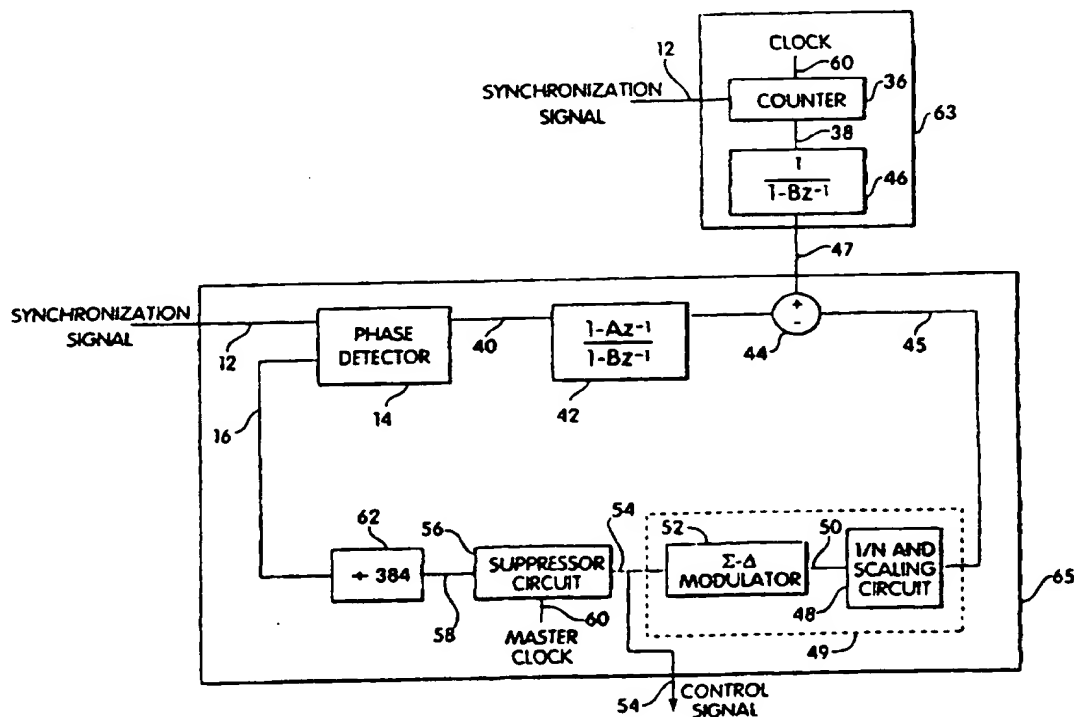 CLOCK
60
12
SYNCHRONIZATION
SIGNAL
COUNTER
36
63
38
1
1-Bz-1
46
47
SYNCHRONIZATION
SIGNAL
12
PHASE
DETECTOR
14
40
1-Az-1
1-Bz-1
42
+
-
44
45
16
62
÷ 384
58
56
SUPPRESSOR
CIRCUIT
60
MASTER
CLOCK
54
52
Σ-Δ
MODULATOR
50
1/N AND
SCALING
CIRCUIT
48
49
65
54
CONTROL
SIGNAL